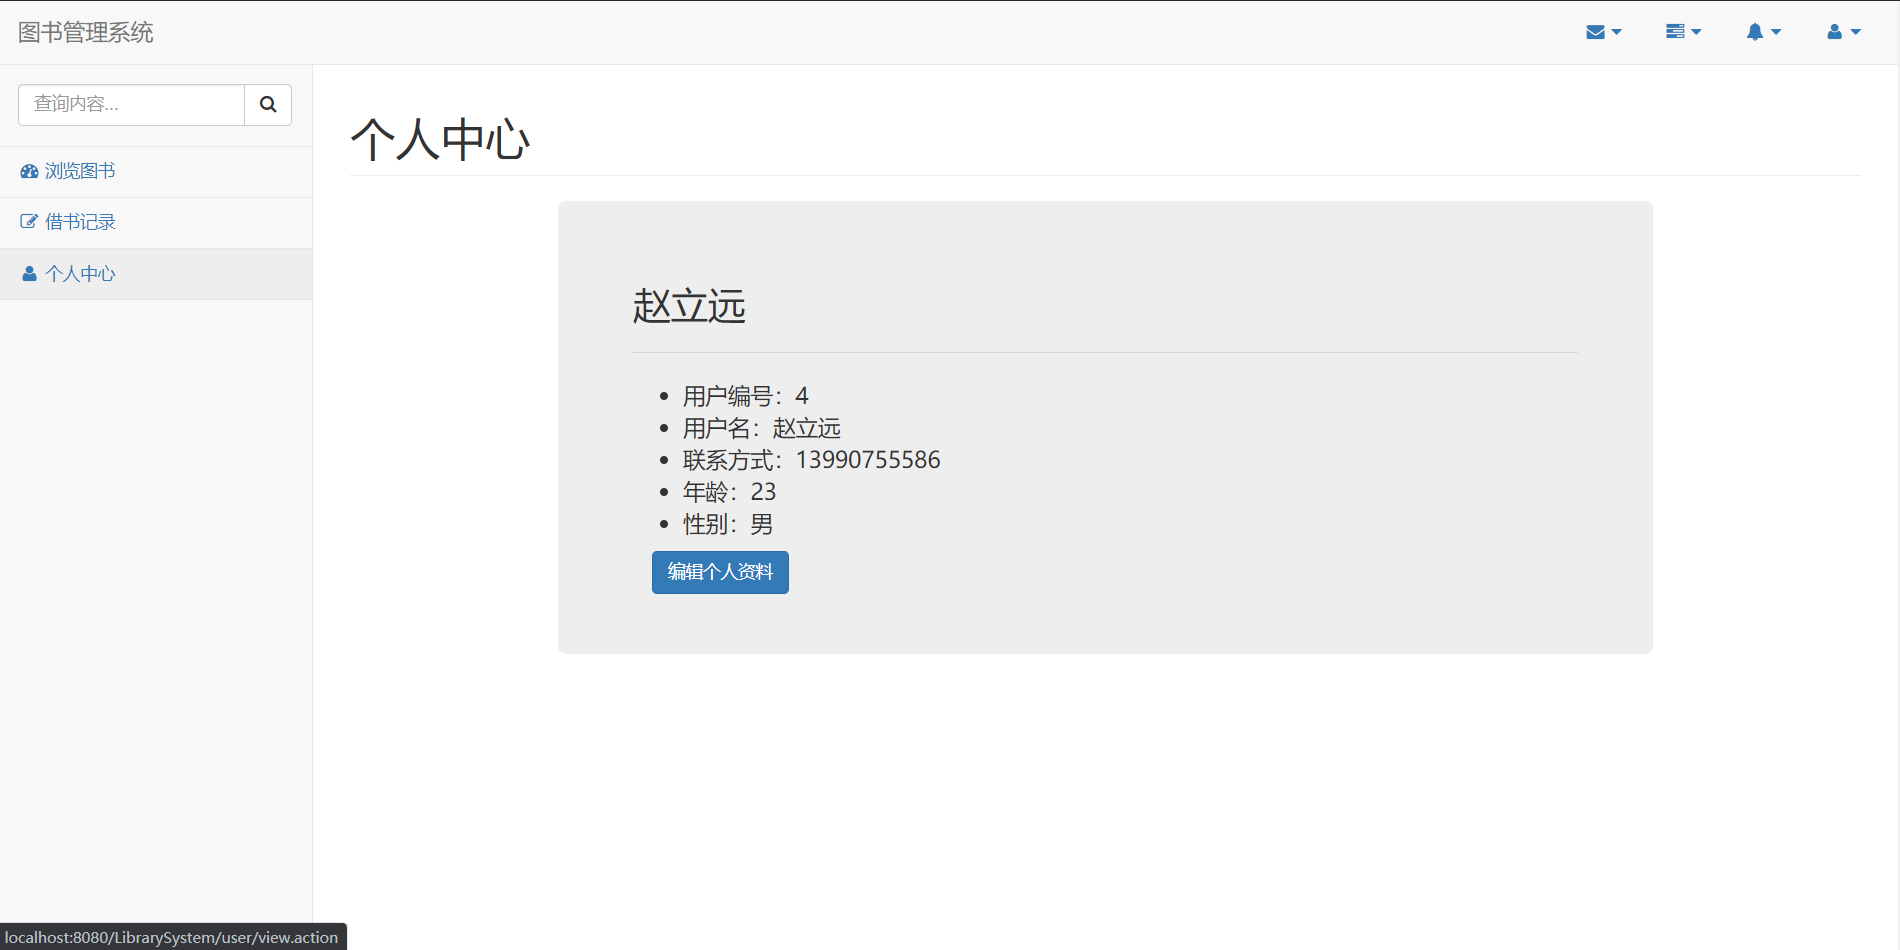 图书管理系统
查询内容...
浏览图书
借书记录
个人中心
个人中心
赵立远
用户编号：4
用户名：赵立远
联系方式：13990755586
年龄：23
性别：男
编辑个人资料
localhost:8080/LibrarySystem/user/view.action